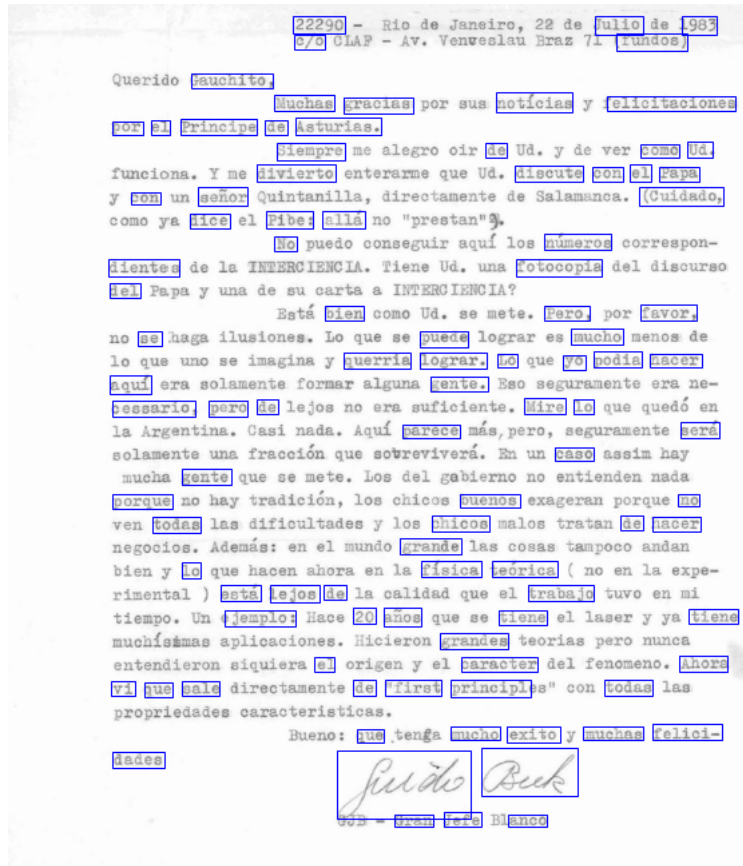 22290 - Rio de Janeiro, 22 de Julio de 1983
c/o CLAF - Av. Venveslau Braz 71 (fundos)
Querido Gauchito,
Muchas gracias por sus notícias y felicitaciones
por el Principe de Asturias.
Siempre me alegro oir de Ud. y de ver como Ud.
funciona. Y me divierto enterarme que Ud. discute con el Papa
y con un señor Quintanilla, directamente de Salamanca. (Cuidado,
como ya dice el Pibe: allá no "prestan").
No puedo conseguir aquí los números correspon-
dientes de la INTERCIENCIA. Tiene Ud. una fotocopia del discurso
del Papa y una de su carta a INTERCIENCIA?
Está bien como Ud. se mete. Pero, por favor,
no se haga ilusiones. Lo que se puede lograr es mucho menos de
lo que uno se imagina y querria lograr. Lo que yo podia hacer
aquí era solamente formar alguna gente. Eso seguramente era ne-
cessario, pero de lejos no era suficiente. Mire lo que quedó en
la Argentina. Casi nada. Aquí parece más, pero, seguramente será
solamente una fracción que sobreviverá. En un caso assim hay
mucha gente que se mete. Los del gabierno no entienden nada
porque no hay tradición, los chicos buenos exageran porque no
ven todas las dificultades y los chicos malos tratan de hacer
negocios. Además: en el mundo grande las cosas tampoco andan
bien y lo que hacen ahora en la física teórica ( no en la expe-
rimental ) está lejos de la calidad que el trabajo tuvo en mi
tiempo. Un ejemplo: Hace 20 años que se tiene el laser y ya tiene
muchísimas aplicaciones. Hicieron grandes teorias pero nunca
entendieron siquiera el origen y el caracter del fenomeno. Ahora
vi que sale directamente de "first principles" con todas las
propriedades caracteristicas.
Bueno: que tenga mucho exito y muchas felici-
dades
Guido Beck
GJB - Gran Jefe Blanco